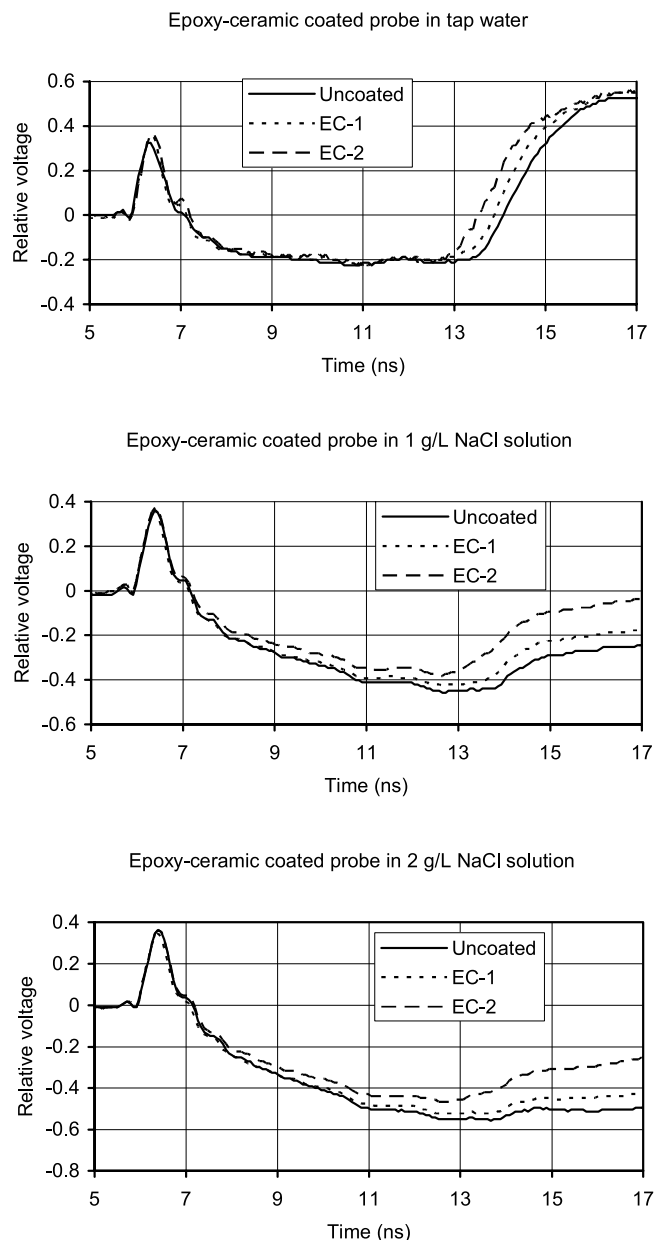 Epoxy-ceramic coated probe in tap water
0.6
0.4
0.2
0
-0.2
-0.4
Relative voltage
Uncoated
EC-1
EC-2
5 7 9 11 13 15 17
Time (ns)
Epoxy-ceramic coated probe in 1 g/L NaCl solution
0.4
0.2
0
-0.2
-0.4
-0.6
Relative voltage
Uncoated
EC-1
EC-2
5 7 9 11 13 15 17
Time (ns)
Epoxy-ceramic coated probe in 2 g/L NaCl solution
0.4
0.2
0
-0.2
-0.4
-0.6
-0.8
Relative voltage
Uncoated
EC-1
EC-2
5 7 9 11 13 15 17
Time (ns)